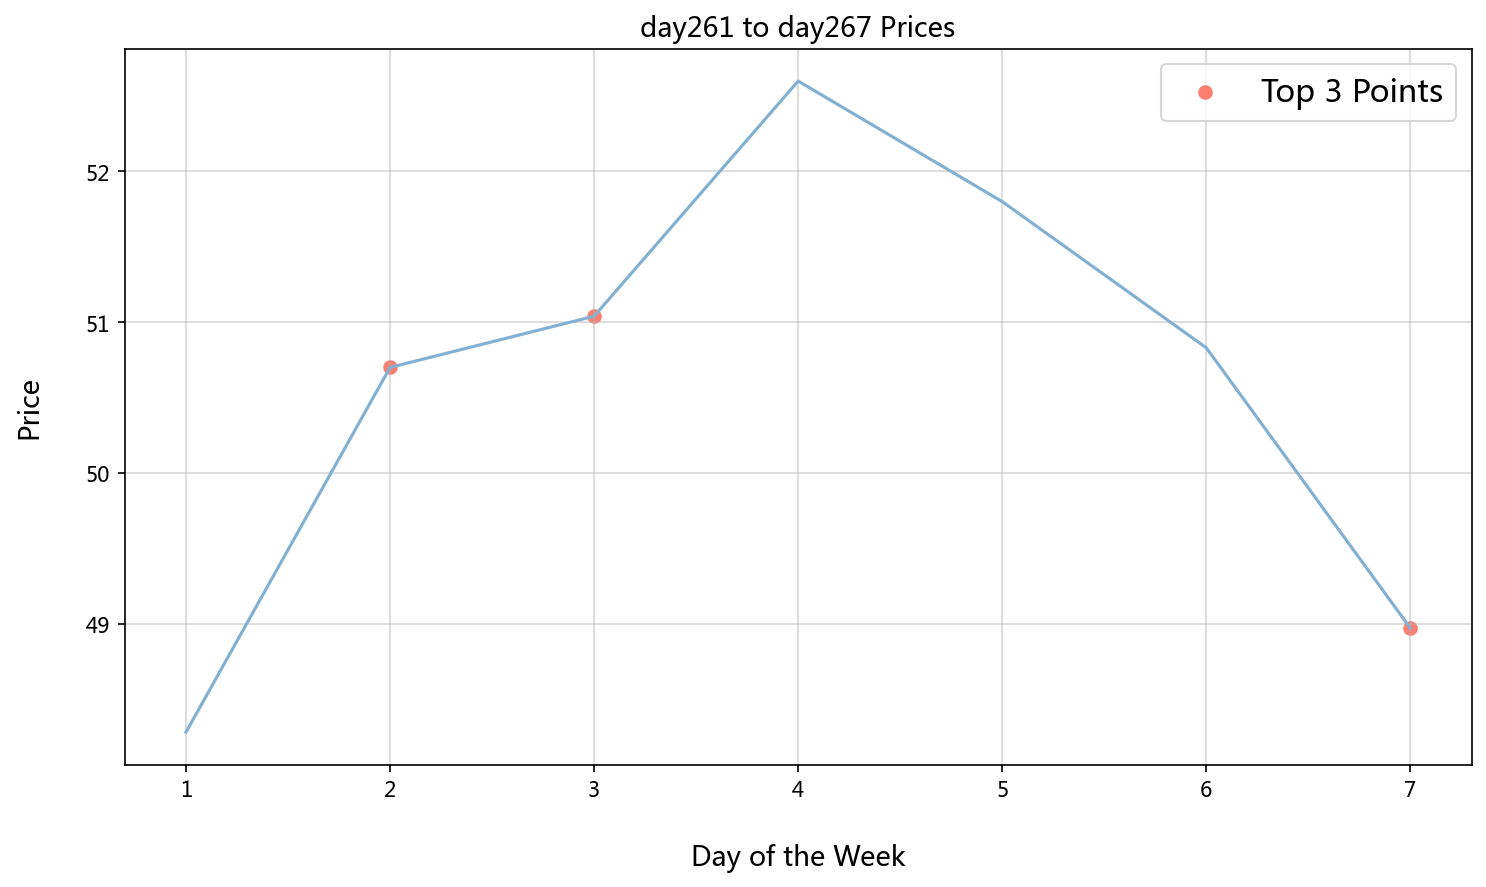 day261 to day267 Prices
Top 3 Points
52
51
50
49
Price
1 2 3 4 5 6 7
Day of the Week